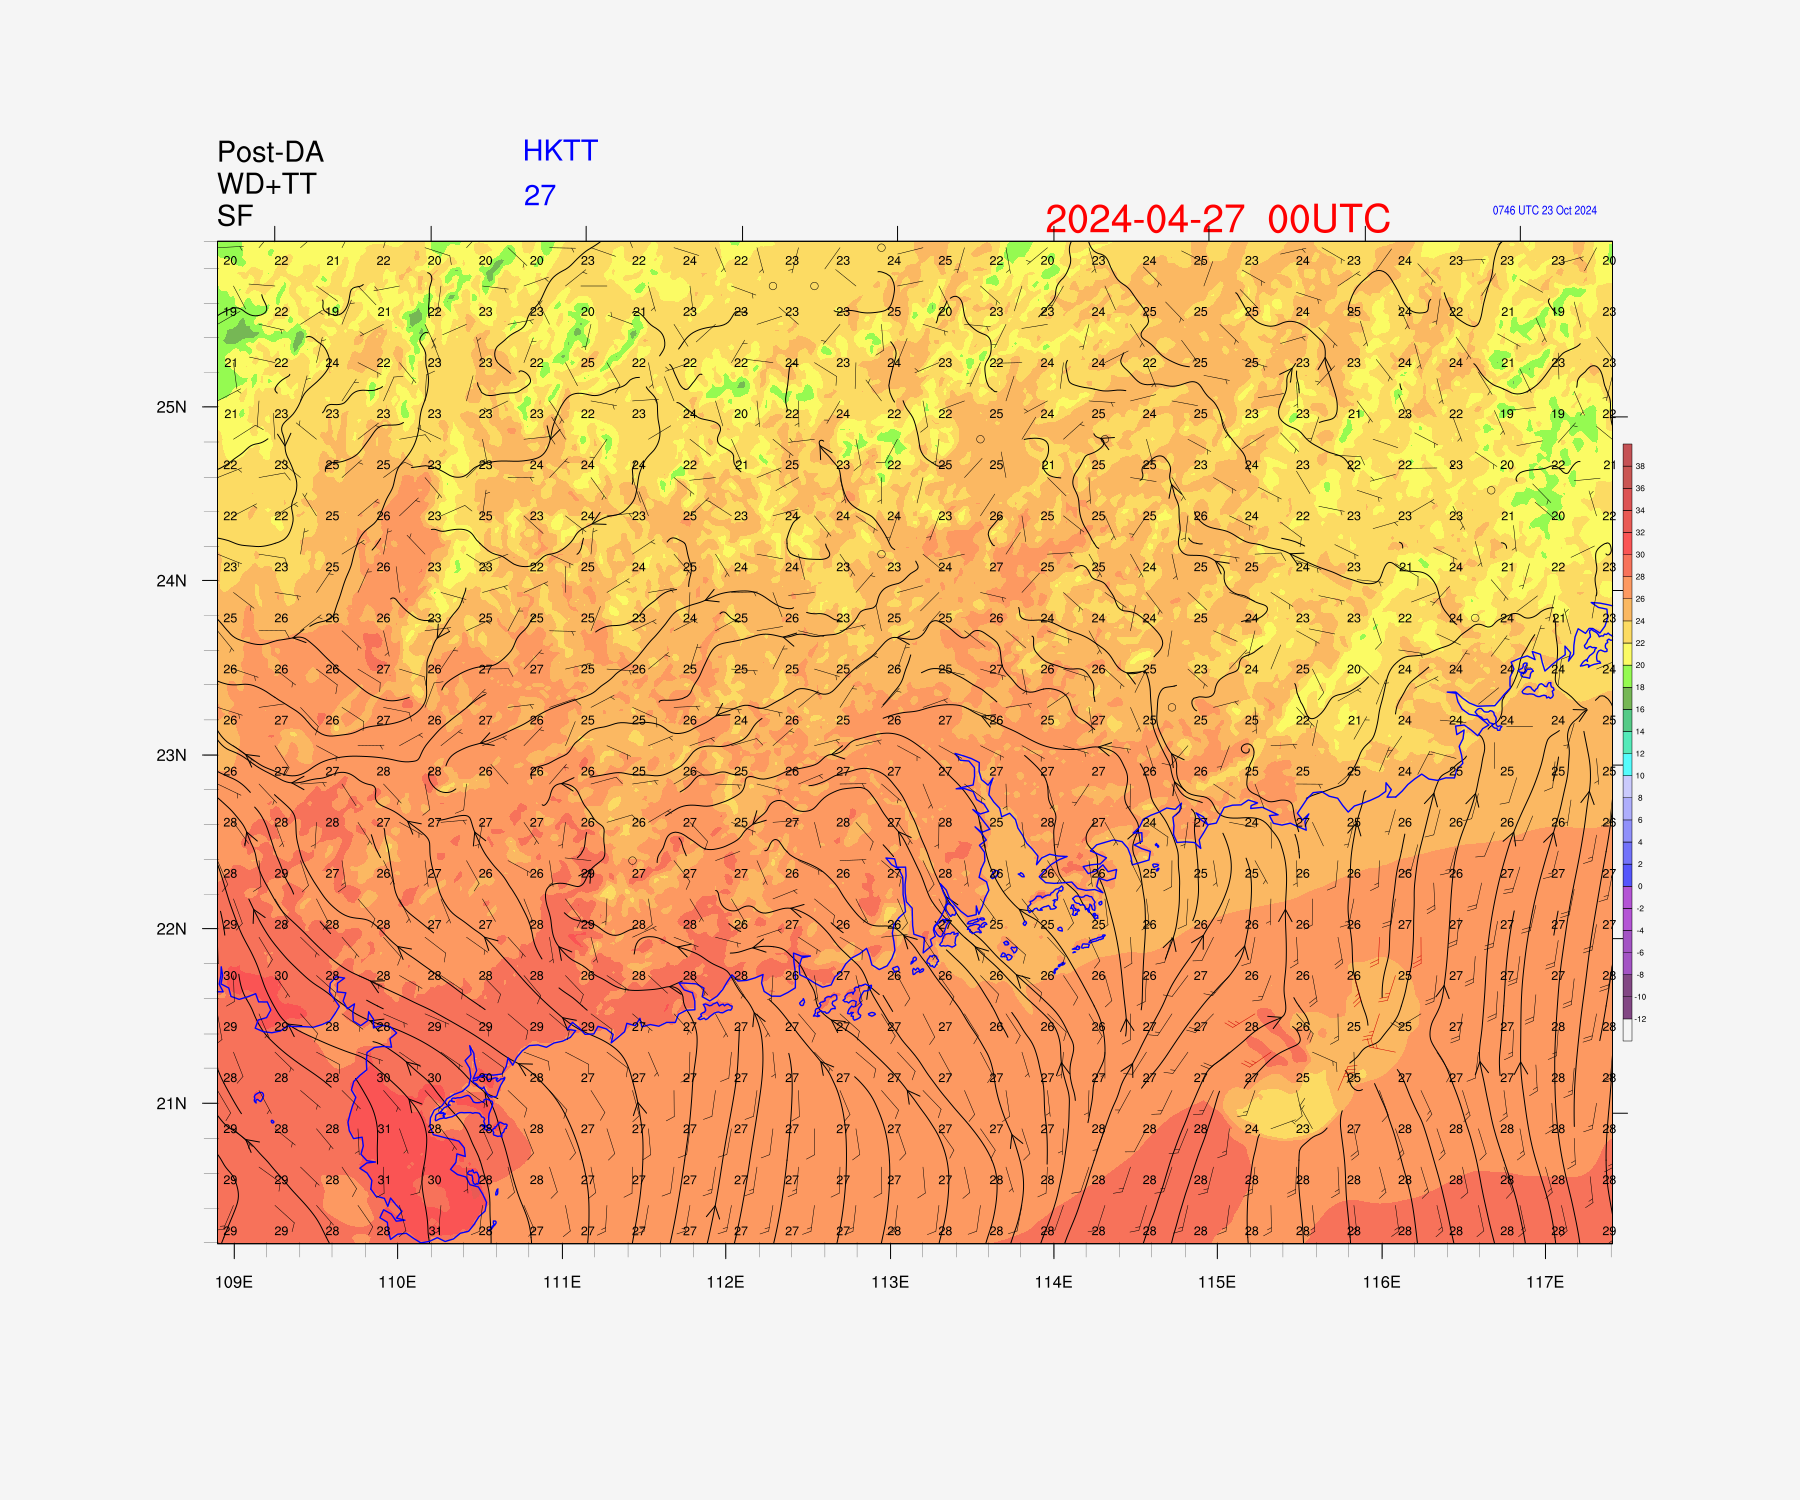 Post-DA HKTT
WD+TT 27
SF 2024-04-27 00UTC 0746 UTC 23 Oct 2024
20 22 21 22 20 20 20 23 22 24 22 23 23 24 25 22 20 23 24 25 23 24 23 24 23 23 23 20
19 22 19 21 22 23 23 20 21 23 23 23 23 25 20 23 23 24 25 25 25 24 25 24 22 21 19 23
21 22 24 22 23 23 22 25 22 23 22 24 23 24 23 22 24 24 22 25 25 23 23 24 24 21 23 23
25N
21 23 23 23 23 23 23 22 23 24 20 22 24 22 22 25 24 25 24 25 23 23 21 23 22 19 19 22
22 23 25 25 23 23 24 24 24 22 21 25 23 22 25 25 21 25 25 23 24 23 22 22 23 20 22 21
22 22 25 26 23 25 23 24 23 25 23 24 24 24 23 26 25 25 25 26 24 22 23 23 23 21 20 22
24N
23 23 25 26 23 23 22 25 24 25 24 24 23 23 24 27 25 25 24 25 25 24 23 21 24 21 22 23
25 26 25 26 23 25 25 25 23 24 25 26 23 25 25 26 24 24 24 25 24 23 23 22 24 24 21 23
26 26 26 27 26 27 27 25 26 25 25 25 25 26 25 27 26 26 25 23 24 25 20 24 24 24 24 24
26 27 26 27 26 27 26 25 25 26 24 26 25 26 27 26 25 27 25 25 25 22 21 24 24 24 24 25
23N
26 27 27 28 28 26 26 26 25 26 25 26 27 27 27 27 27 27 26 26 25 25 25 24 25 25 25 25
28 28 28 27 27 27 27 26 26 27 25 27 28 27 28 25 28 27 24 27 24 27 25 26 26 26 26 26
28 29 27 26 27 26 26 29 27 27 27 26 26 27 28 26 26 26 25 25 25 26 26 26 26 27 27 27
22N
29 28 28 28 28 27 28 29 28 28 26 27 26 26 27 25 26 25 26 26 26 26 27 26 27 27 27 27
30 30 28 28 28 28 28 26 28 28 28 28 27 26 26 26 26 26 26 27 26 26 26 25 27 27 27 28
29 29 28 28 29 29 29 29 27 27 27 27 27 27 27 26 26 26 27 27 28 26 25 25 27 27 28 28
21N
28 28 28 30 30 30 28 27 27 27 27 27 27 27 27 27 27 27 27 27 27 25 25 27 27 27 28 28
29 28 28 31 28 28 28 27 27 27 27 27 27 27 27 27 27 28 28 28 24 23 27 28 28 28 28 28
29 29 28 31 30 28 28 27 27 27 27 27 27 27 27 27 27 28 28 28 28 28 28 28 28 28 28 28
29 29 28 28 31 28 27 27 27 27 27 27 27 28 28 28 28 28 28 28 28 28 28 28 28 28 28 29
109E 110E 111E 112E 113E 114E 115E 116E 117E
38
36
34
32
30
28
26
24
22
20
18
16
14
12
10
8
6
4
2
0
-2
-4
-6
-8
-10
-12